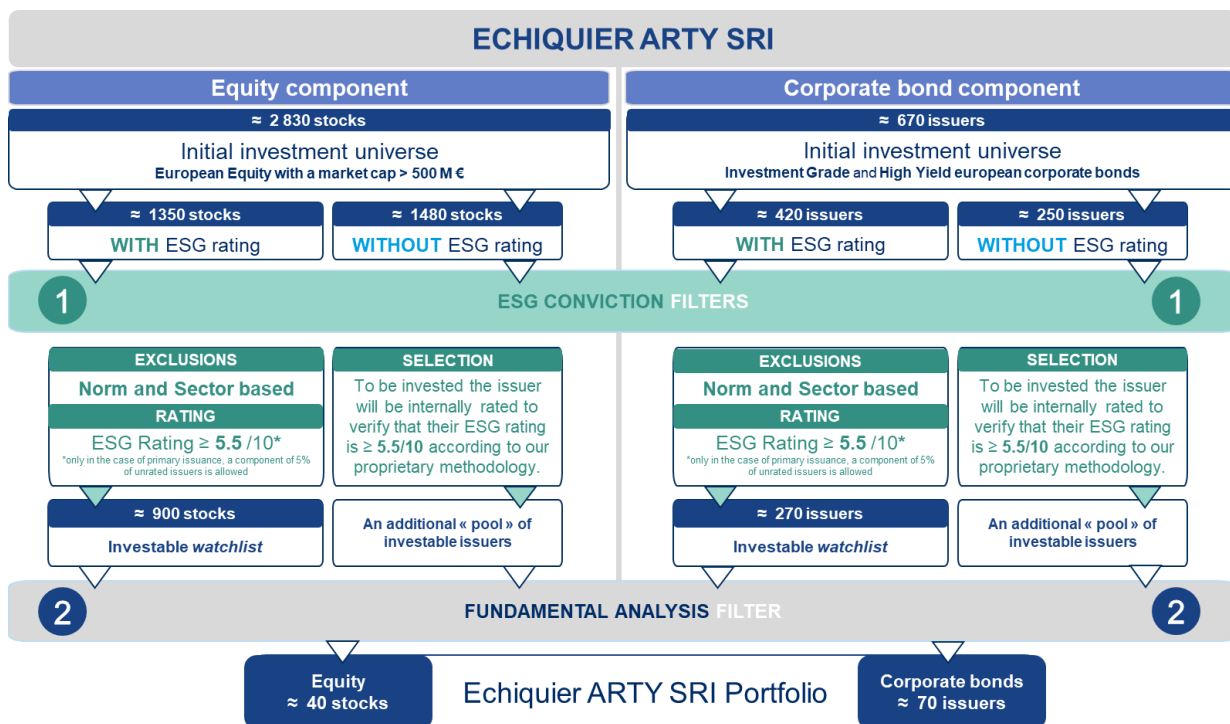 ECHIQUIER ARTY SRI
Equity component
≈ 2 830 stocks
Initial investment universe
European Equity with a market cap > 500 M €
≈ 1350 stocks
WITH ESG rating
≈ 1480 stocks
WITHOUT ESG rating
Corporate bond component
≈ 670 issuers
Initial investment universe
Investment Grade and High Yield european corporate bonds
≈ 420 issuers
WITH ESG rating
≈ 250 issuers
WITHOUT ESG rating
1
ESG CONVICTION FILTERS
1
EXCLUSIONS
Norm and Sector based
RATING
ESG Rating ≥ 5.5 /10*
*only in the case of primary issuance, a component of 5%
of unrated issuers is allowed
≈ 900 stocks
Investable watchlist
SELECTION
To be invested the issuer
will be internally rated to
verify that their ESG rating
is ≥ 5.5/10 according to our
proprietary methodology.
An additional « pool » of
investable issuers
EXCLUSIONS
Norm and Sector based
RATING
ESG Rating ≥ 5.5 /10*
*only in the case of primary issuance, a component of 5%
of unrated issuers is allowed
≈ 270 issuers
Investable watchlist
SELECTION
To be invested the issuer
will be internally rated to
verify that their ESG rating
is ≥ 5.5/10 according to our
proprietary methodology.
An additional « pool » of
investable issuers
2
FUNDAMENTAL ANALYSIS FILTER
2
Equity
≈ 40 stocks
Echiquier ARTY SRI Portfolio
Corporate bonds
≈ 70 issuers